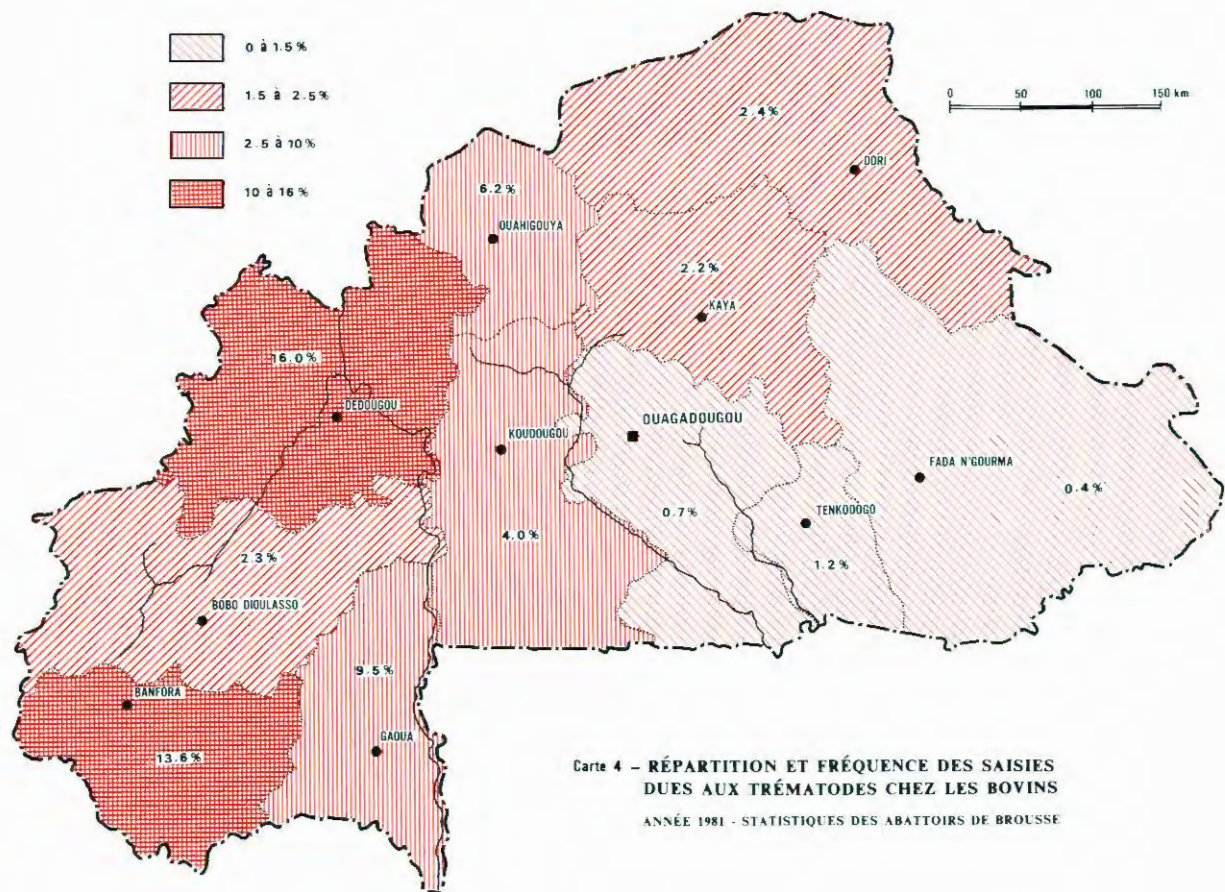 0 à 1.5%
1.5 à 2.5%
2.5 à 10%
10 à 16%
0 50 100 150 km
2.4%
DORI
6.2%
OUAHIGOUYA
2.2%
KAYA
16.0%
DEDOUGOU
KOUDOUGOU
OUAGADOUGOU
FADA N'GOURMA
0.4%
0.7%
TENKODOGO
4.0%
1.2%
2.3%
BOBO DIOULASSO
9.5%
BANFORA
GAOUA
13.6%
Carte 4 – RÉPARTITION ET FRÉQUENCE DES SAISIES
DUES AUX TRÉMATODES CHEZ LES BOVINS
ANNÉE 1981 - STATISTIQUES DES ABATTOIRS DE BROUSSE